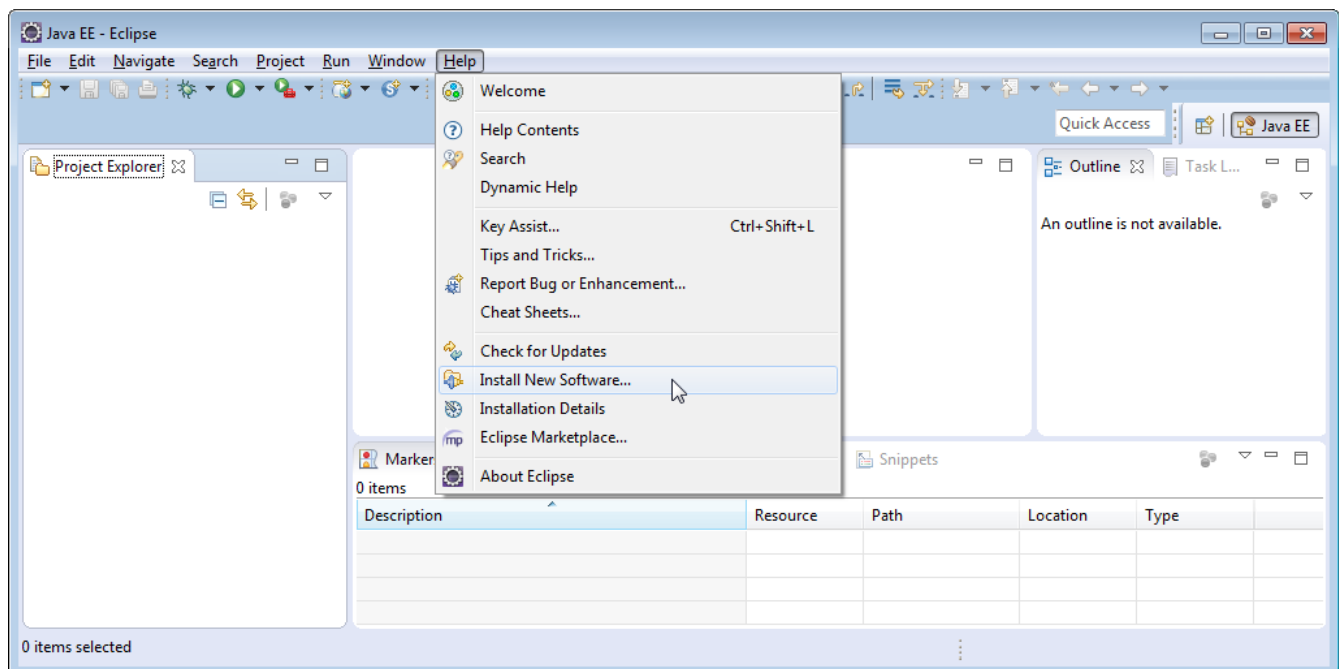 Java EE - Eclipse
File Edit Navigate Search Project Run Window Help
Quick Access
Java EE
Welcome
Help Contents
Search
Dynamic Help
Key Assist... Ctrl+Shift+L
Tips and Tricks...
Report Bug or Enhancement...
Cheat Sheets...
Check for Updates
Install New Software...
Installation Details
mp Eclipse Marketplace...
About Eclipse
Project Explorer
Outline Task L...
An outline is not available.
Marker Snippets
0 items
Description Resource Path Location Type
0 items selected